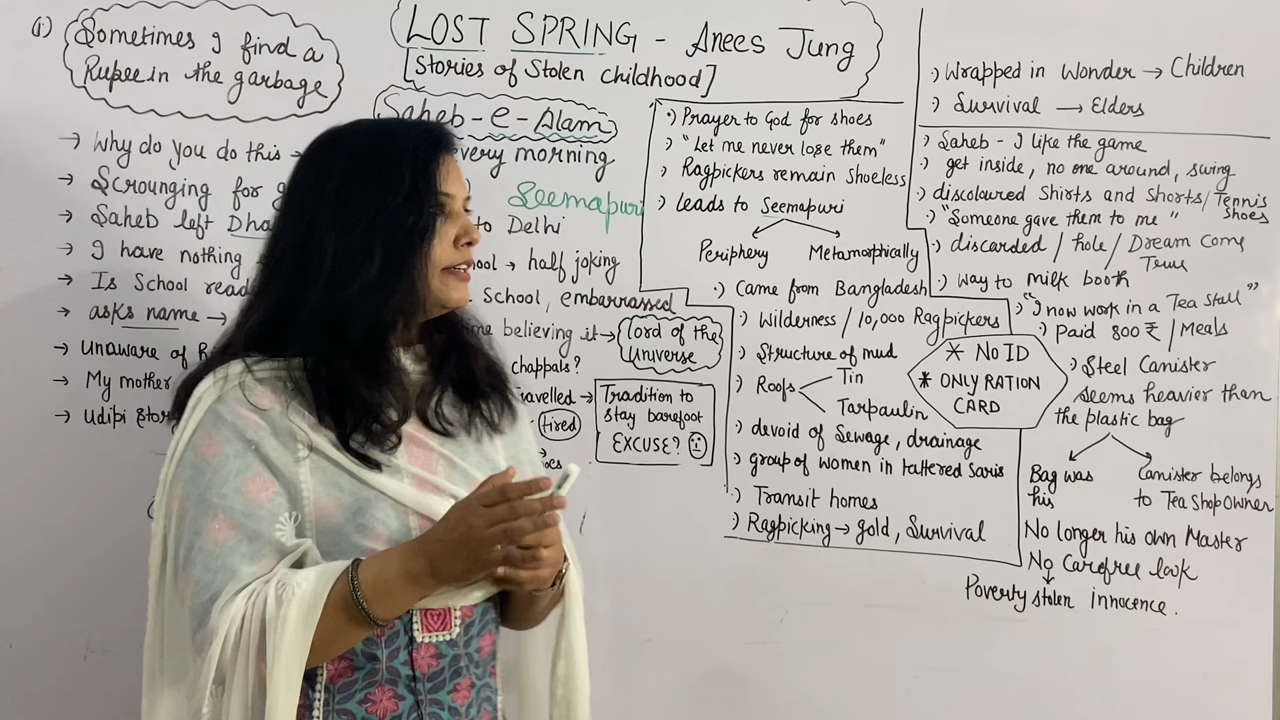 (i)
Sometimes I find a
Rupee in the garbage
LOST SPRING - Anees Jung
[Stories of Stolen childhood]
Saheb-e-Alam
→ Why do you do this →
every morning
→ Scrounging for g
Seemapuri
→ Saheb left Dha
to Delhi
→ I have nothing
→ half joking
→ Is School read
School, embarrassed
→ asks name →
believing it → lord of the
Universe
→ Unaware of
chappals?
→ My mother
Travelled → Tradition to
stay barefoot
EXCUSE?
→ Udipi Stor
tired
•) Prayer to God for shoes
•) "Let me never lose them"
•) Ragpickers remain Shoeless
•) Leads to Seemapuri
Periphery Metamorphically
•) Came from Bangladesh
•) Wilderness / 10,000 Ragpickers
•) Structure of mud
•) Roofs
Tin
Tarpaulin
•) devoid of Sewage, drainage
•) group of women in tattered Saris
•) Transit homes
•) Ragpicking → gold, Survival
* NO ID
* ONLY RATION
CARD
•) Wrapped in Wonder → Children
•) Survival → Elders
•) Saheb - I like the game
•) get inside, no one around, swing
•) discoloured Shirts and Shorts / Tennis
Shoes
•) "Someone gave them to me"
•) discarded / hole / Dream Come
True
•) way to milk booth
•) "I now work in a Tea Stall"
•) Paid 800 ₹ / Meals
•) Steel Canister
seems heavier than
the plastic bag
Bag was
his
Canister belongs
to Tea Shop Owner
No longer his own Master
No Carefree look
Poverty stolen innocence.